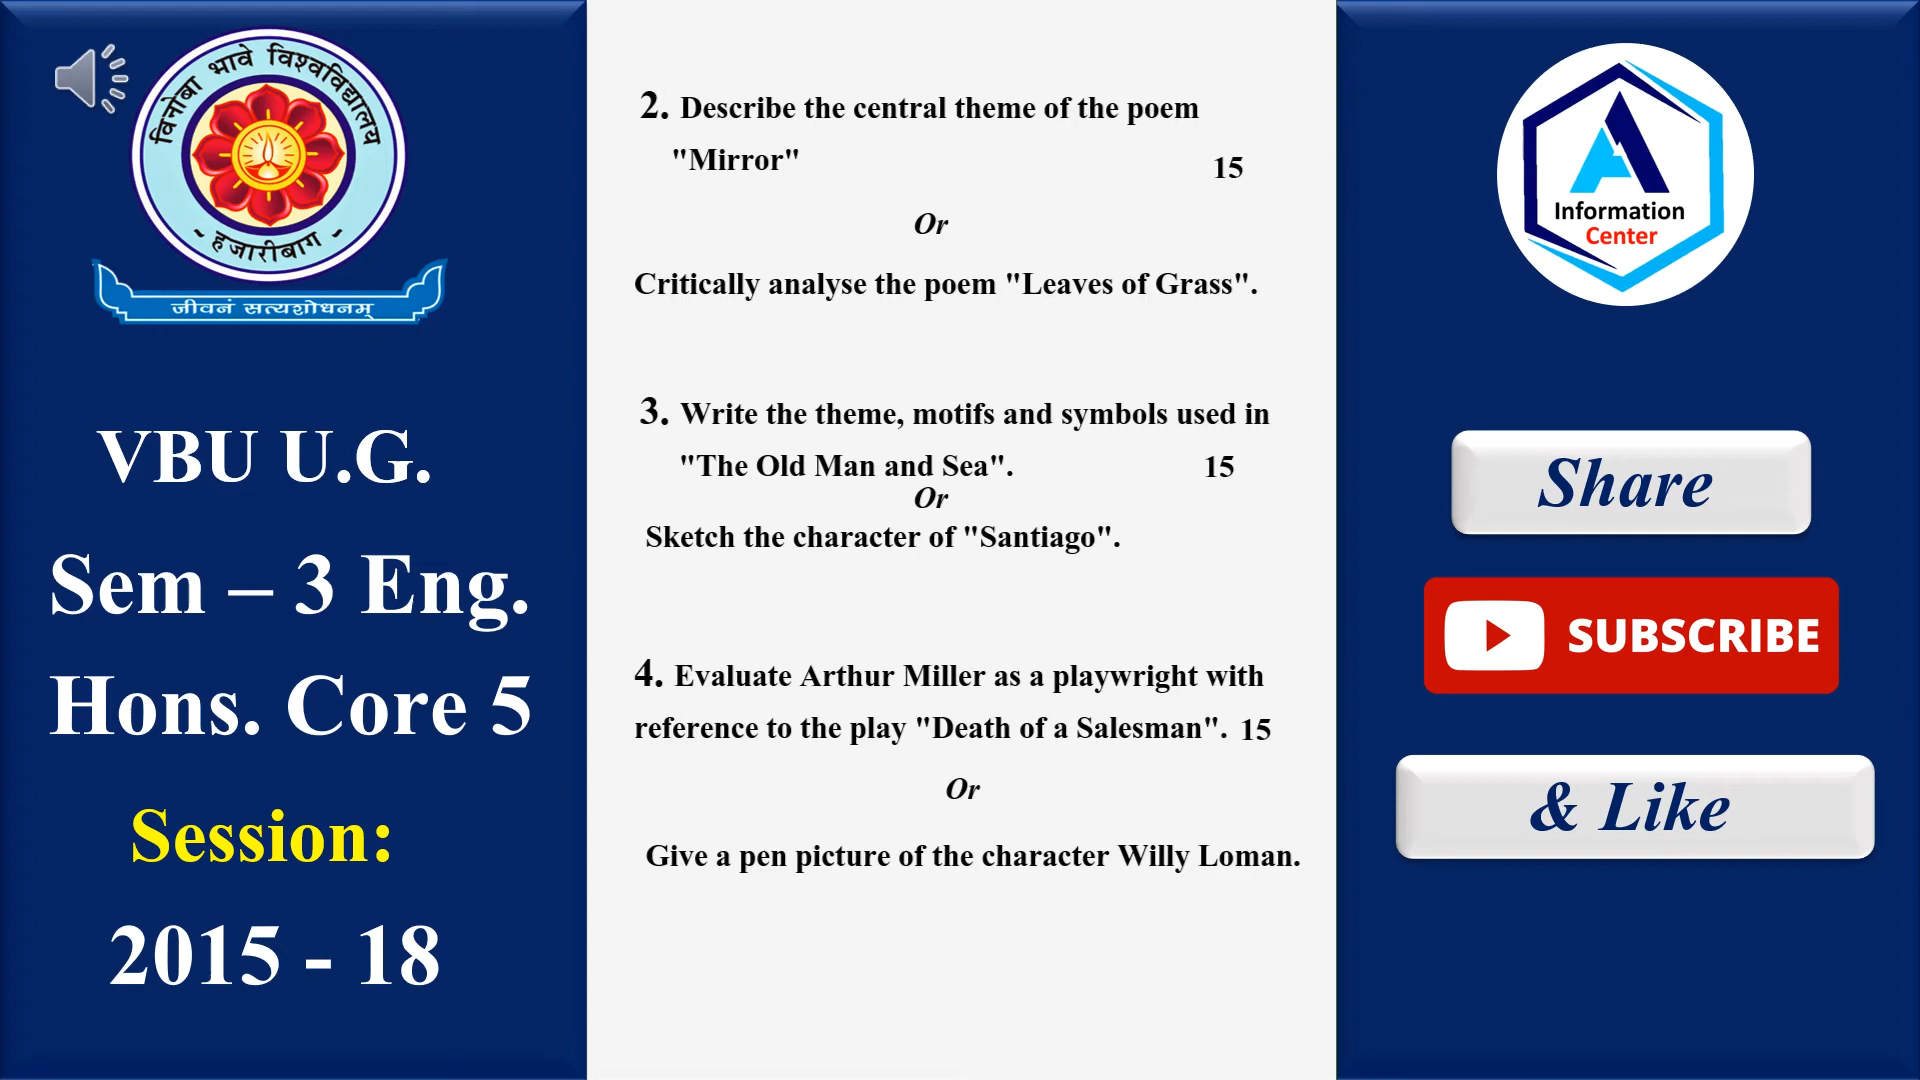 विनोबा भावे विश्वविद्यालय
- हजारीबाग -
जीवनं सत्यशोधनम्
VBU U.G.
Sem – 3 Eng.
Hons. Core 5
Session:
2015 - 18
2. Describe the central theme of the poem
"Mirror" 15
Or
Critically analyse the poem "Leaves of Grass".
3. Write the theme, motifs and symbols used in
"The Old Man and Sea". 15
Or
Sketch the character of "Santiago".
4. Evaluate Arthur Miller as a playwright with
reference to the play "Death of a Salesman". 15
Or
Give a pen picture of the character Willy Loman.
A
Information
Center
Share
SUBSCRIBE
& Like